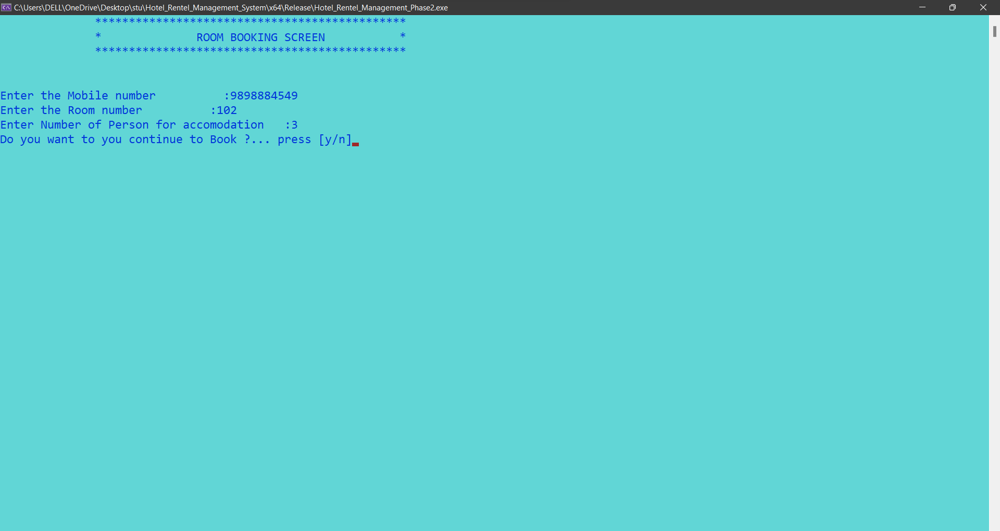 C:\Users\DELL\OneDrive\Desktop\stu\Hotel_Rentel_Management_System\x64\Release\Hotel_Rentel_Management_Phase2.exe
**********************************************
* ROOM BOOKING SCREEN *
**********************************************
Enter the Mobile number :9898884549
Enter the Room number :102
Enter Number of Person for accomodation :3
Do you want to you continue to Book ?... press [y/n]